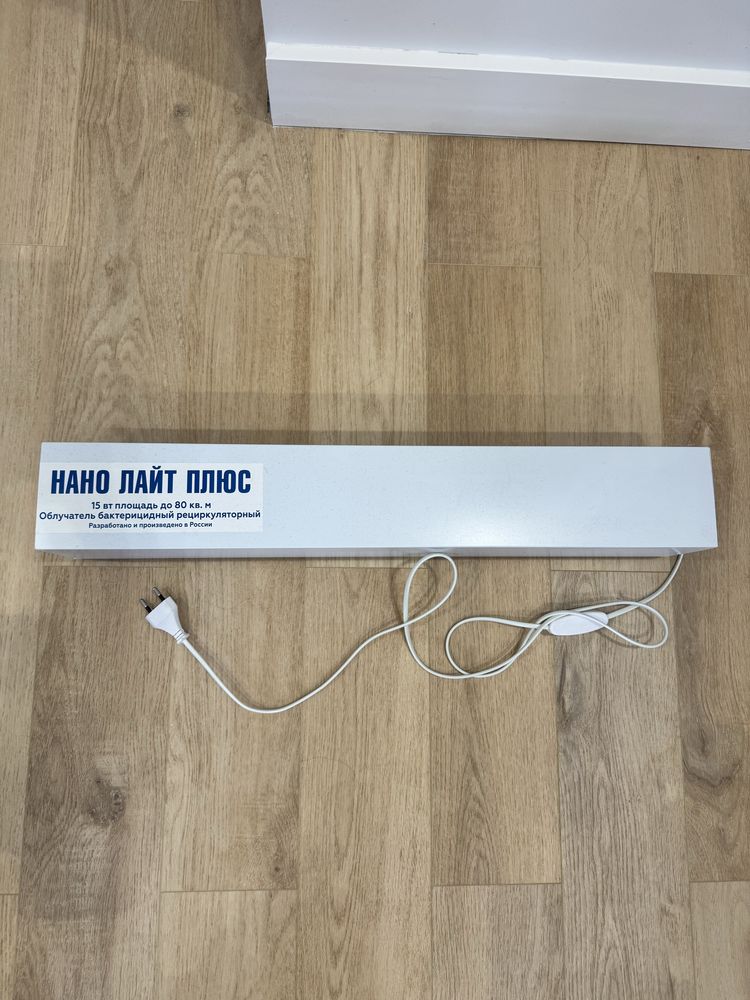 НАНО ЛАЙТ ПЛЮС
15 вт площадь до 80 кв. м
Облучатель бактерицидный рециркуляторный
Разработано и произведено в России